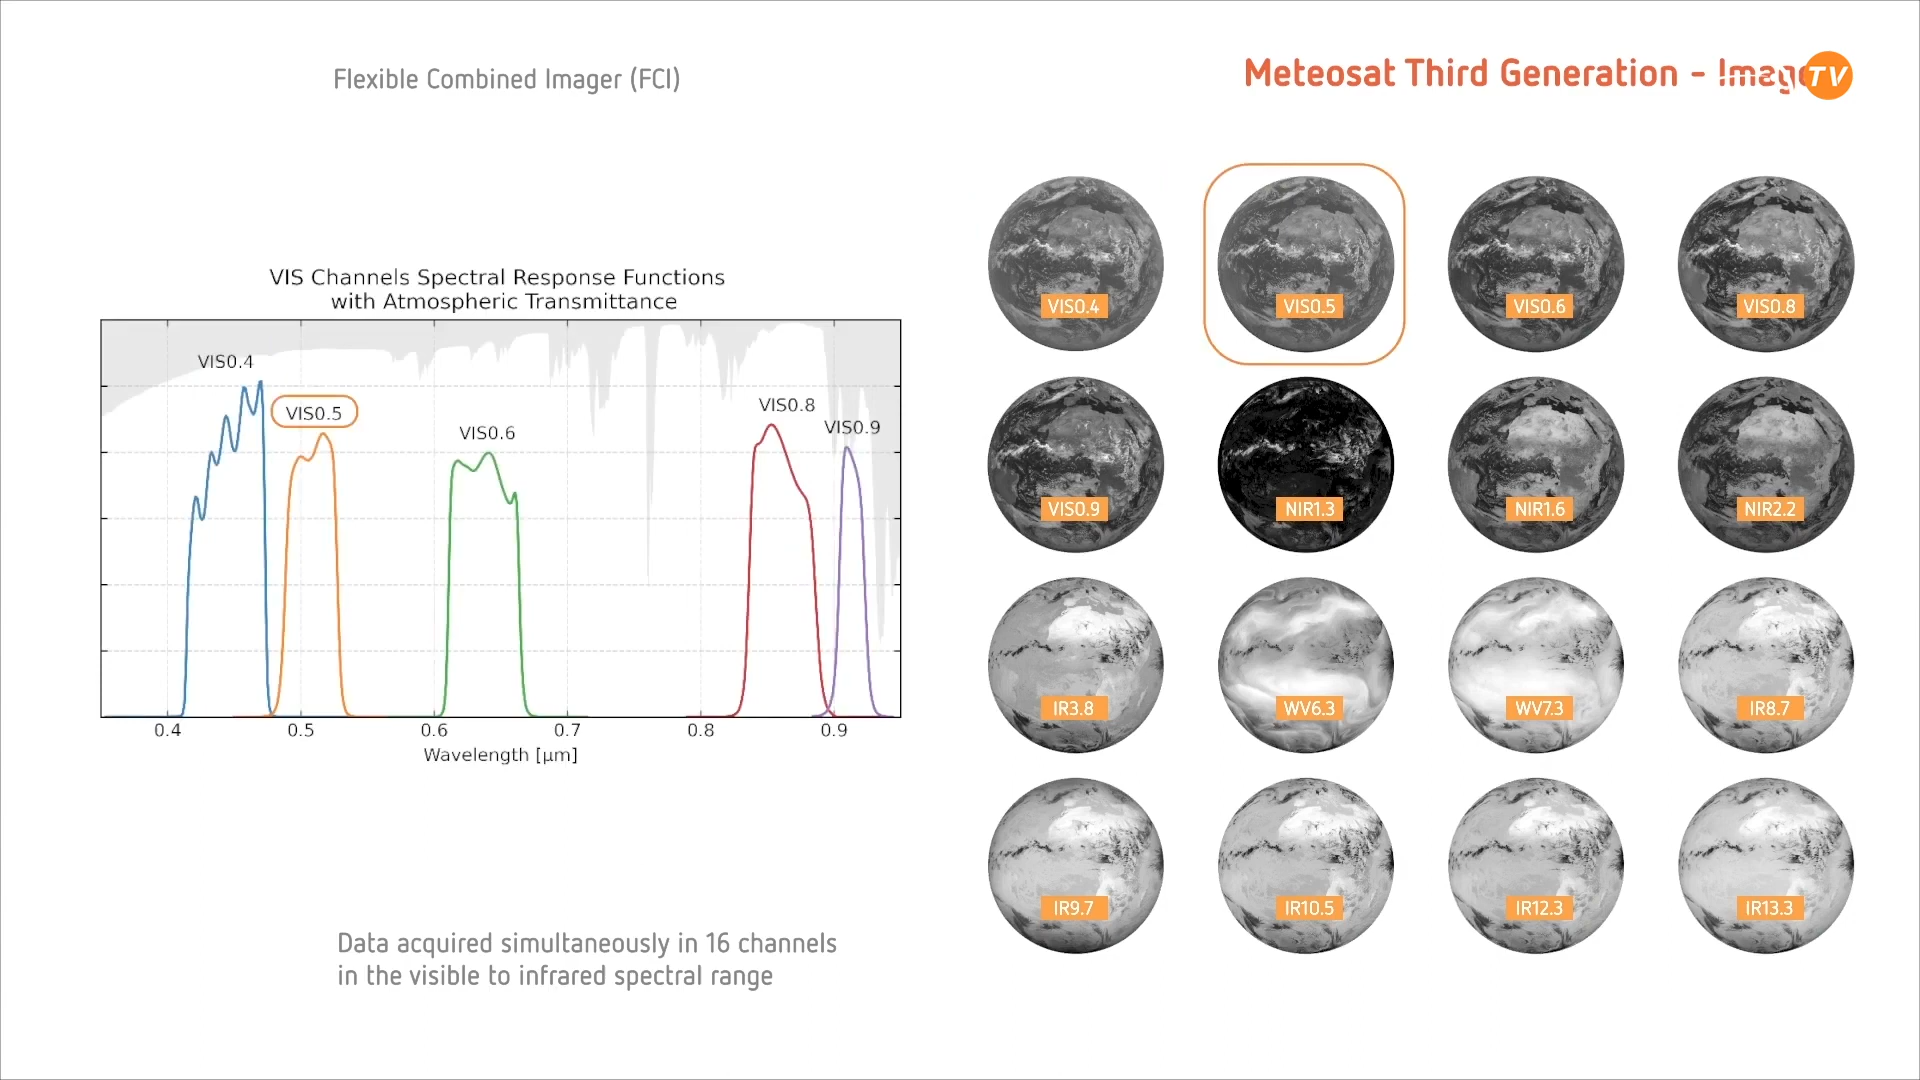 Flexible Combined Imager (FCI)
Meteosat Third Generation -
TV
VIS Channels Spectral Response Functions
with Atmospheric Transmittance
VIS0.4
VIS0.5
VIS0.6
VIS0.8
VIS0.9
0.4 0.5 0.6 0.7 0.8 0.9
Wavelength [µm]
Data acquired simultaneously in 16 channels
in the visible to infrared spectral range
VIS0.4 VIS0.5 VIS0.6 VIS0.8
VIS0.9 NIR1.3 NIR1.6 NIR2.2
IR3.8 WV6.3 WV7.3 IR8.7
IR9.7 IR10.5 IR12.3 IR13.3